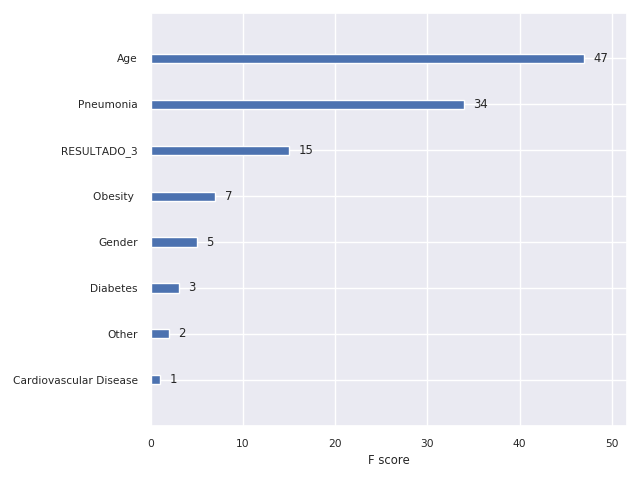 Age 47
Pneumonia 34
RESULTADO_3 15
Obesity 7
Gender 5
Diabetes 3
Other 2
Cardiovascular Disease 1
0 10 20 30 40 50
F score